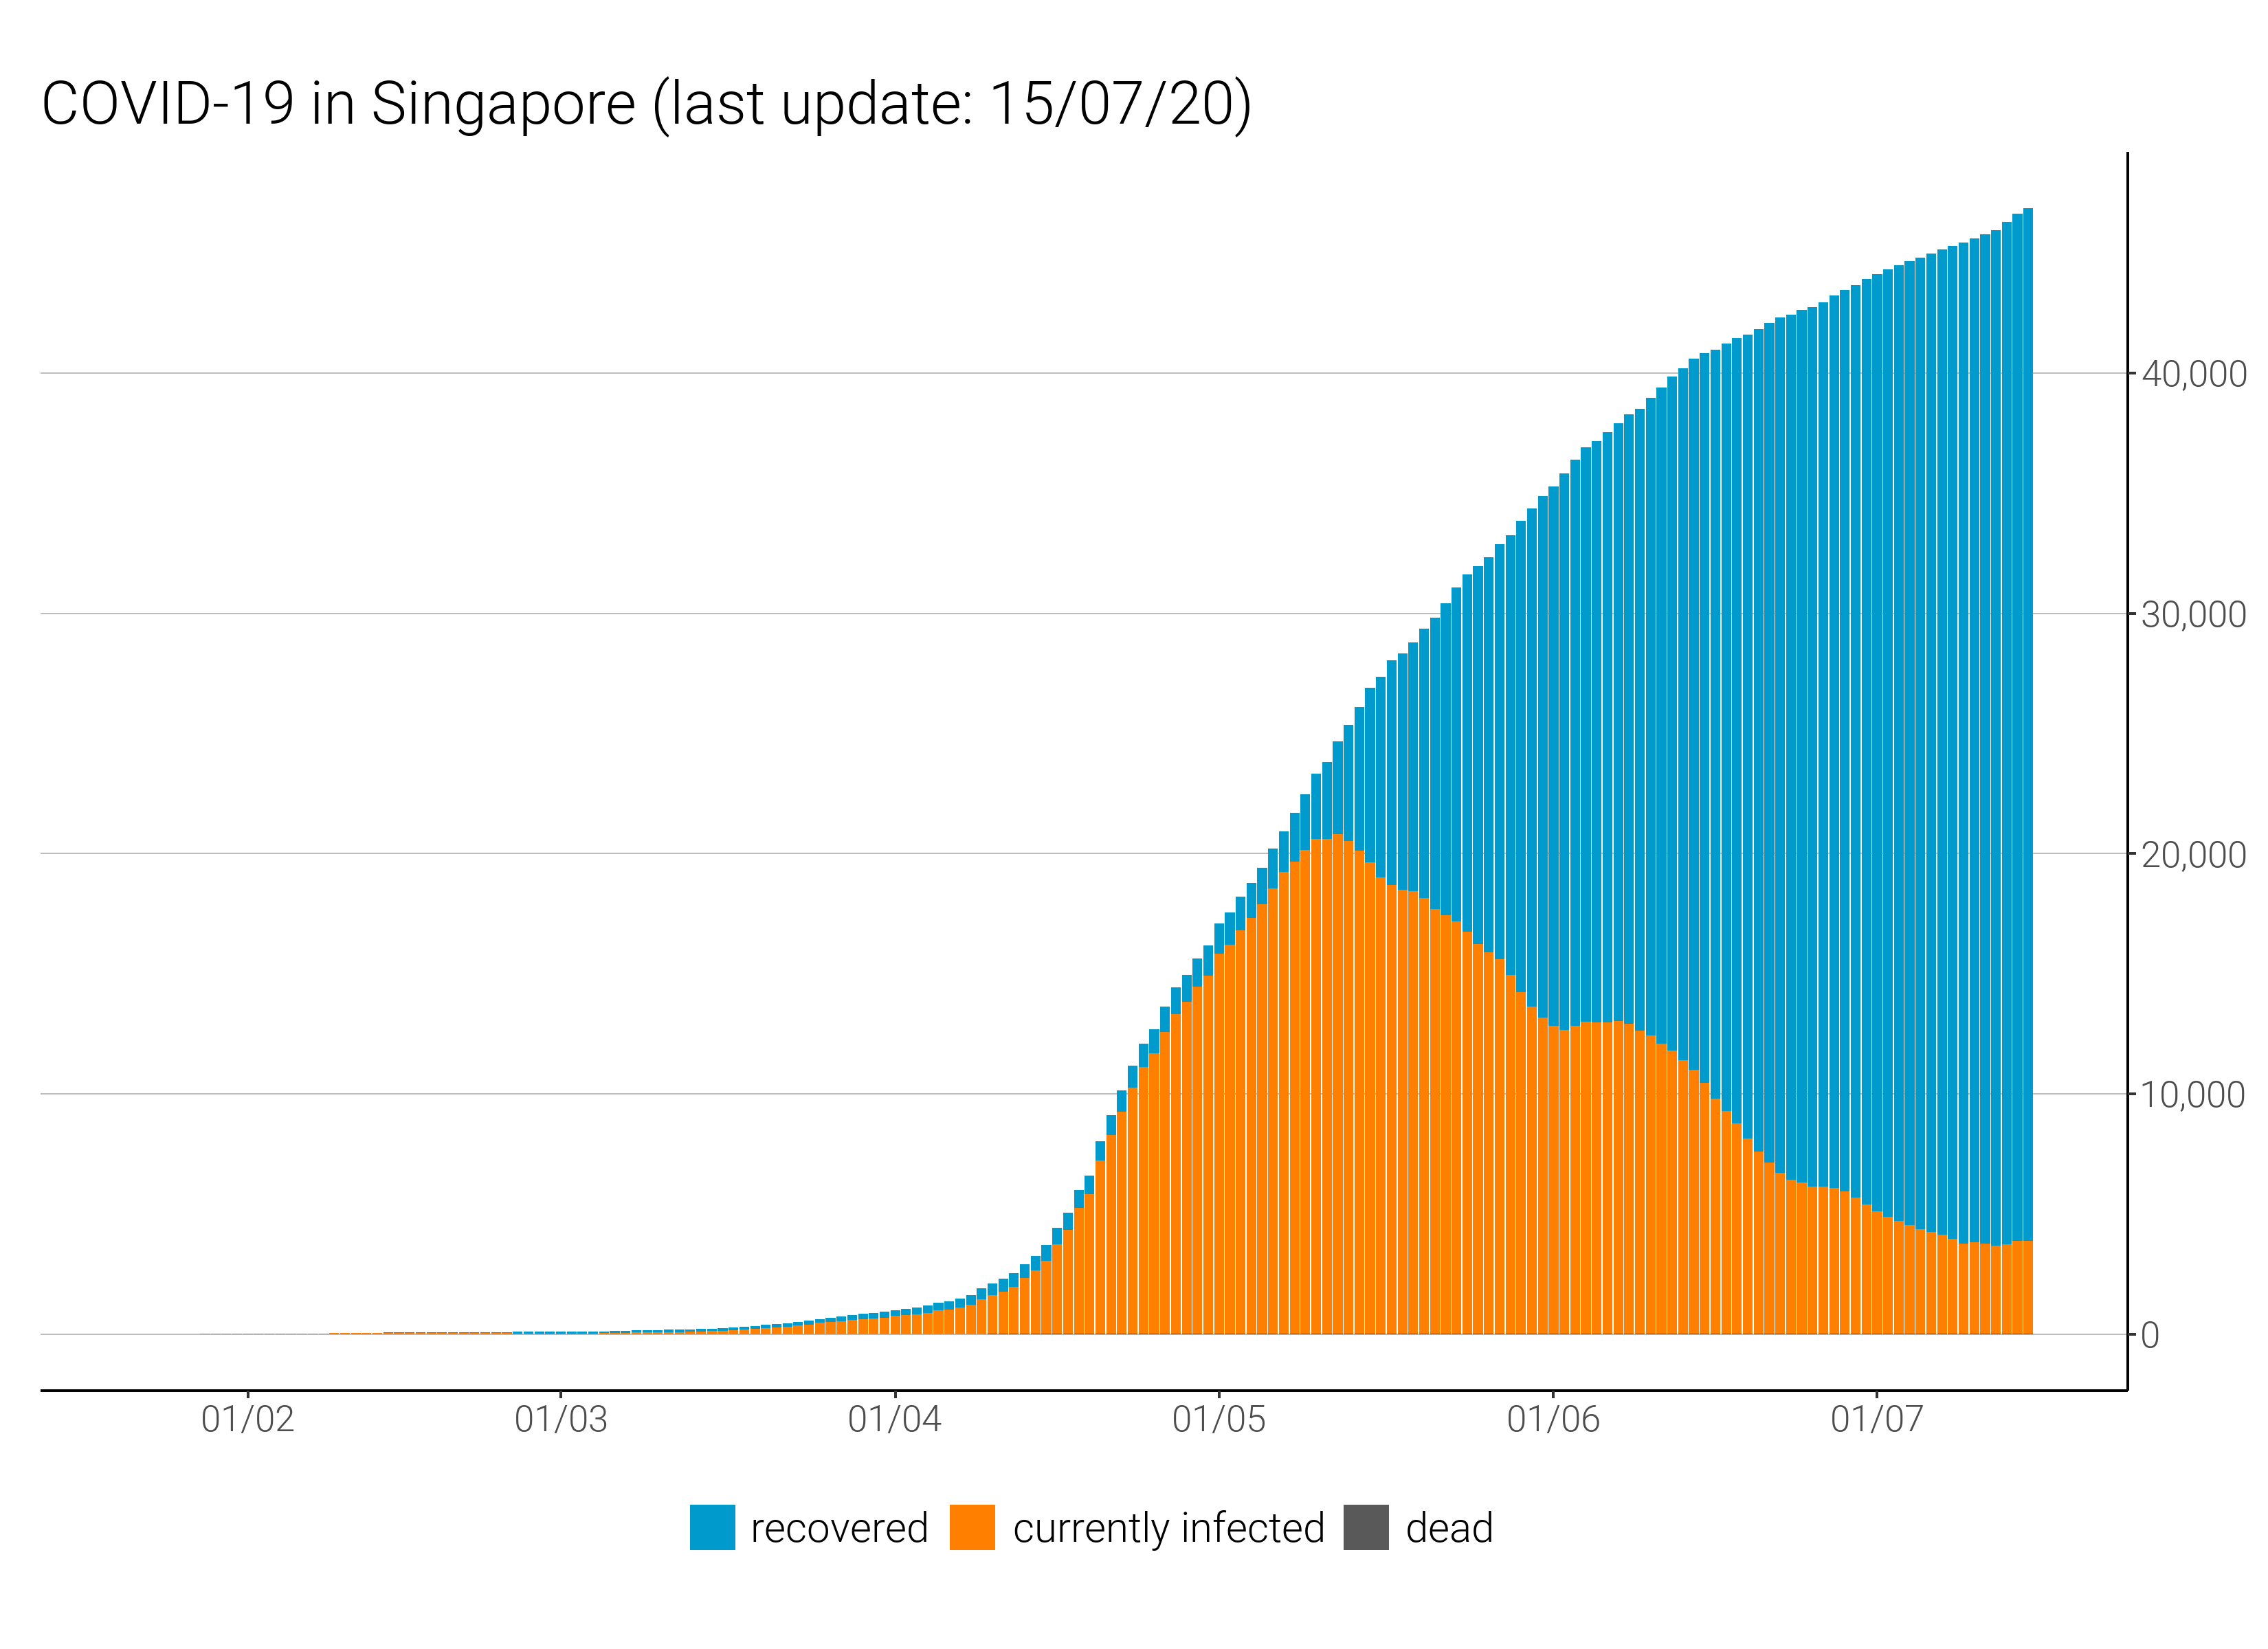 COVID-19 in Singapore (last update: 15/07/20)
40,000
30,000
20,000
10,000
0
01/02 01/03 01/04 01/05 01/06 01/07
recovered currently infected dead